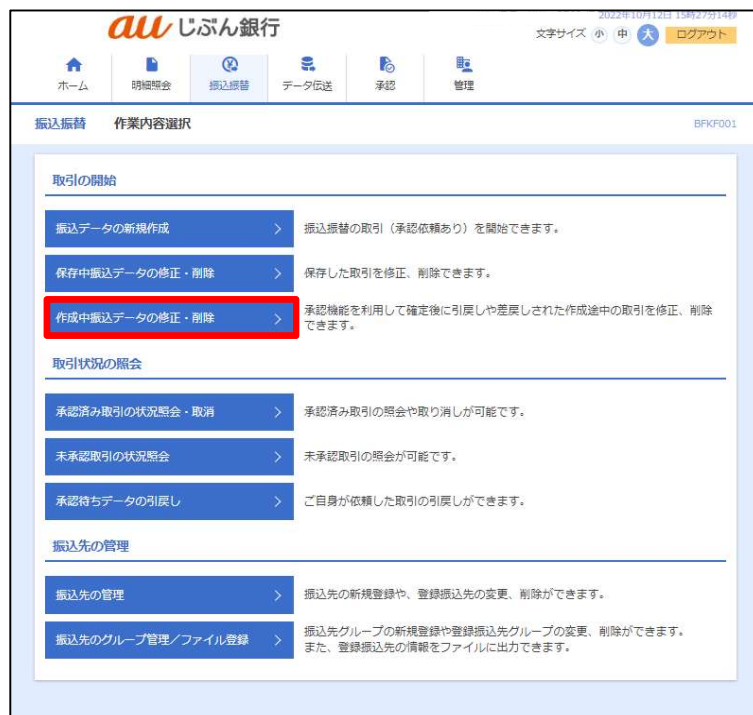 2022年10月12日 15時27分14秒
au じぶん銀行
文字サイズ 小 中 大 ログアウト
ホーム 明細照会 振込振替 データ伝送 承認 管理
振込振替 作業内容選択 BFKF001
取引の開始
振込データの新規作成 振込振替の取引(承認依頼あり)を開始できます。
保存中振込データの修正・削除 保存した取引を修正、削除できます。
作成中振込データの修正・削除 承認機能を利用して確定後に引戻しや差戻しされた作成途中の取引を修正、削除
できます。
取引状況の照会
承認済み取引の状況照会・取消 承認済み取引の照会や取り消しが可能です。
未承認取引の状況照会 未承認取引の照会が可能です。
承認待ちデータの引戻し ご自身が依頼した取引の引戻しができます。
振込先の管理
振込先の管理 振込先の新規登録や、登録振込先の変更、削除ができます。
振込先のグループ管理/ファイル登録 振込先グループの新規登録や登録振込先グループの変更、削除ができます。
また、登録振込先の情報をファイルに出力できます。